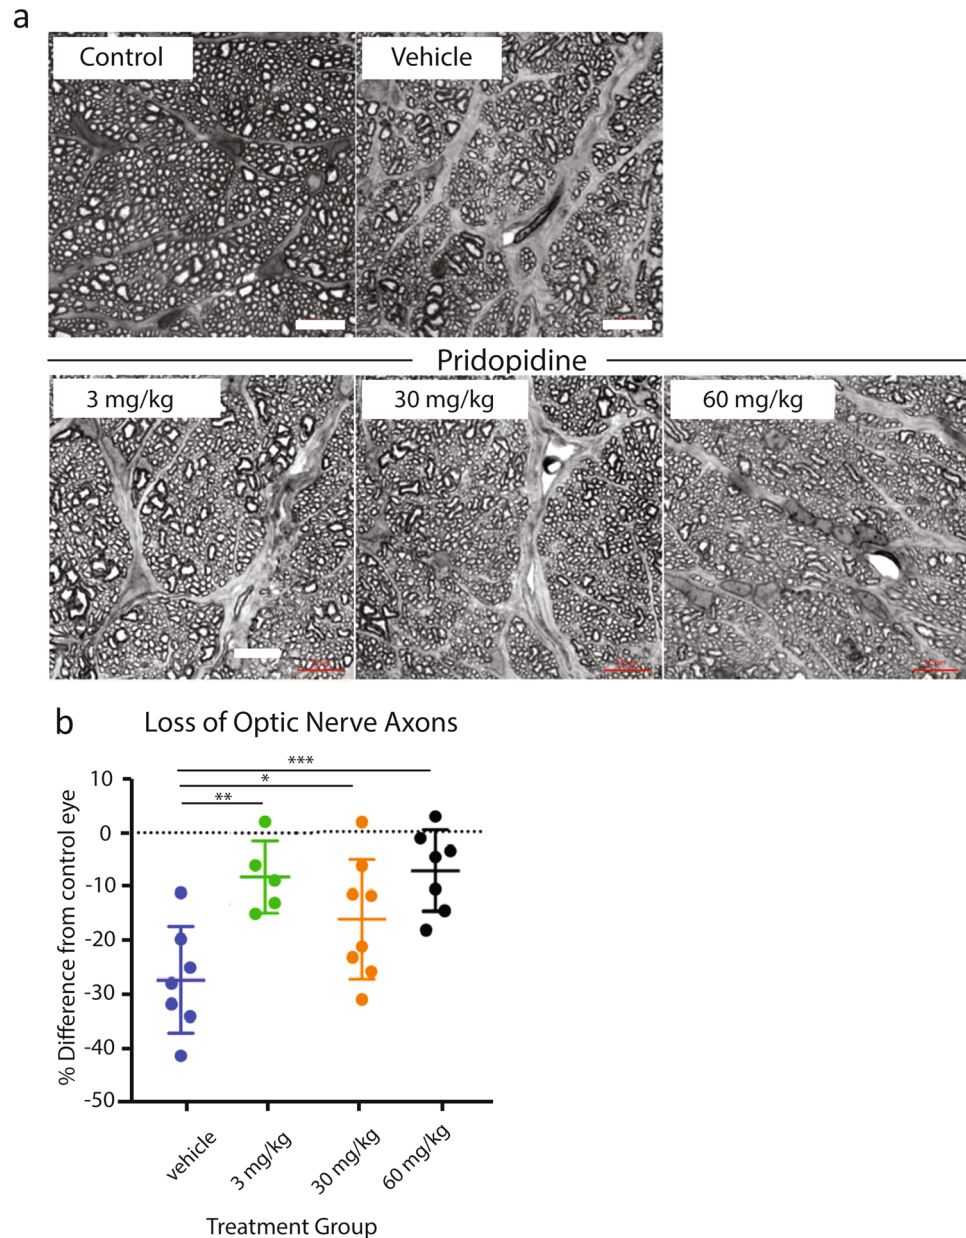 a
Control
Vehicle
Pridopidine
3 mg/kg
30 mg/kg
60 mg/kg
b
Loss of Optic Nerve Axons
***
*
**
% Difference from control eye
10
0
-10
-20
-30
-40
-50
vehicle
3 mg/kg
30 mg/kg
60 mg/kg
Treatment Group